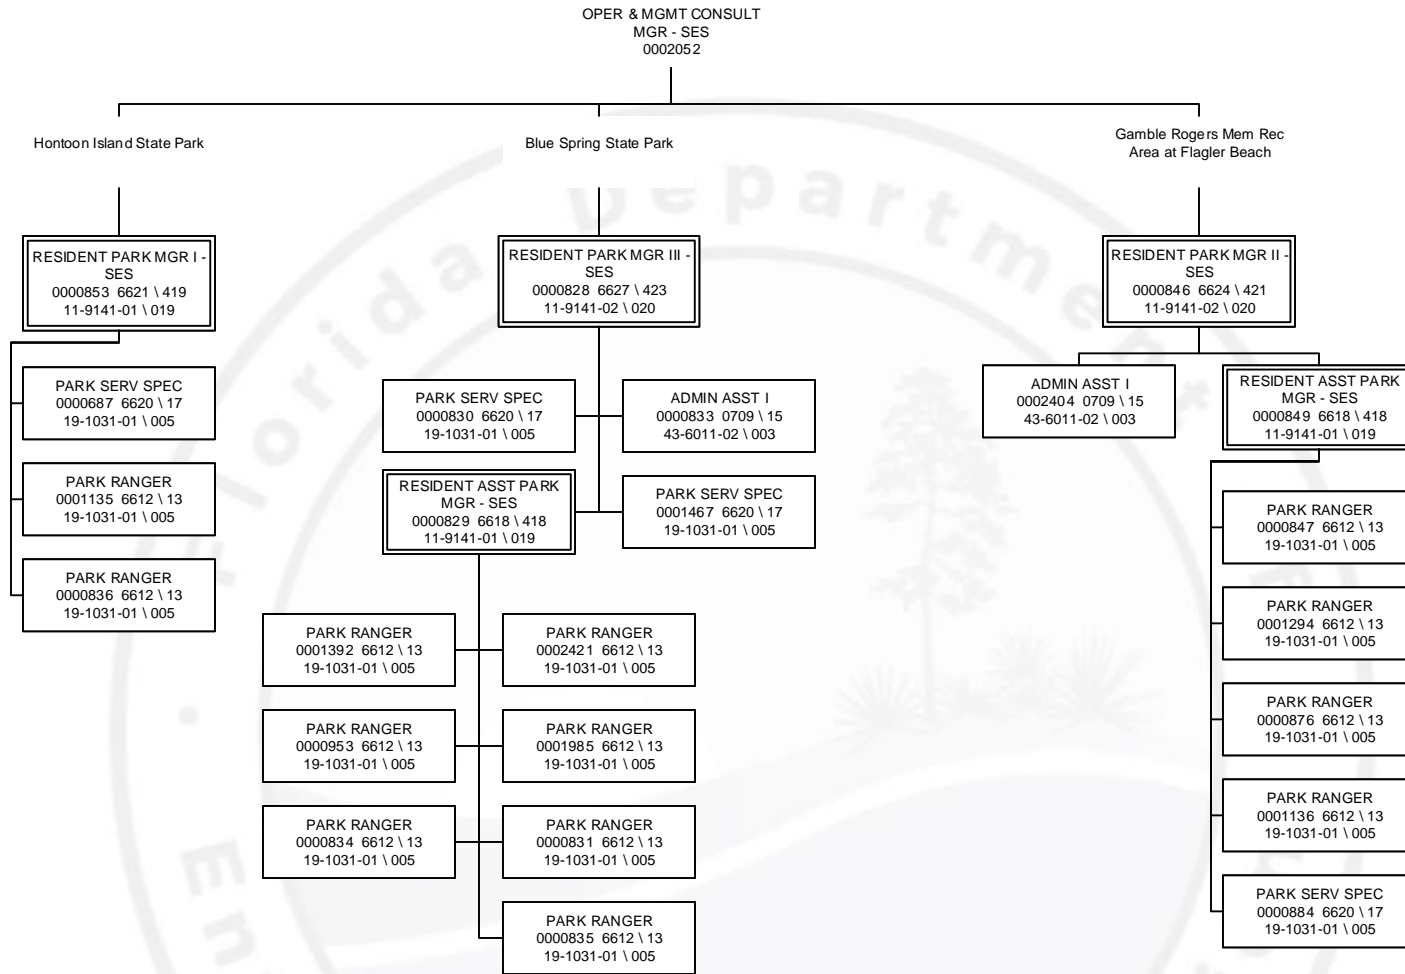 OPER & MGMT CONSULT
MGR - SES
0002052
Hontoon Island State Park
Blue Spring State Park
Gamble Rogers Mem Rec
Area at Flagler Beach
RESIDENT PARK MGR I -
SES
0000853 6621 \ 419
11-9141-01 \ 019
PARK SERV SPEC
0000687 6620 \ 17
19-1031-01 \ 005
PARK RANGER
0001135 6612 \ 13
19-1031-01 \ 005
PARK RANGER
0000836 6612 \ 13
19-1031-01 \ 005
RESIDENT PARK MGR III -
SES
0000828 6627 \ 423
11-9141-02 \ 020
PARK SERV SPEC
0000830 6620 \ 17
19-1031-01 \ 005
ADMIN ASST I
0000833 0709 \ 15
43-6011-02 \ 003
RESIDENT ASST PARK
MGR - SES
0000829 6618 \ 418
11-9141-01 \ 019
PARK SERV SPEC
0001467 6620 \ 17
19-1031-01 \ 005
PARK RANGER
0001392 6612 \ 13
19-1031-01 \ 005
PARK RANGER
0002421 6612 \ 13
19-1031-01 \ 005
PARK RANGER
0000953 6612 \ 13
19-1031-01 \ 005
PARK RANGER
0001985 6612 \ 13
19-1031-01 \ 005
PARK RANGER
0000834 6612 \ 13
19-1031-01 \ 005
PARK RANGER
0000831 6612 \ 13
19-1031-01 \ 005
PARK RANGER
0000835 6612 \ 13
19-1031-01 \ 005
RESIDENT PARK MGR II -
SES
0000846 6624 \ 421
11-9141-02 \ 020
ADMIN ASST I
0002404 0709 \ 15
43-6011-02 \ 003
RESIDENT ASST PARK
MGR - SES
0000849 6618 \ 418
11-9141-01 \ 019
PARK RANGER
0000847 6612 \ 13
19-1031-01 \ 005
PARK RANGER
0001294 6612 \ 13
19-1031-01 \ 005
PARK RANGER
0000876 6612 \ 13
19-1031-01 \ 005
PARK RANGER
0001136 6612 \ 13
19-1031-01 \ 005
PARK SERV SPEC
0000884 6620 \ 17
19-1031-01 \ 005
Florida Department